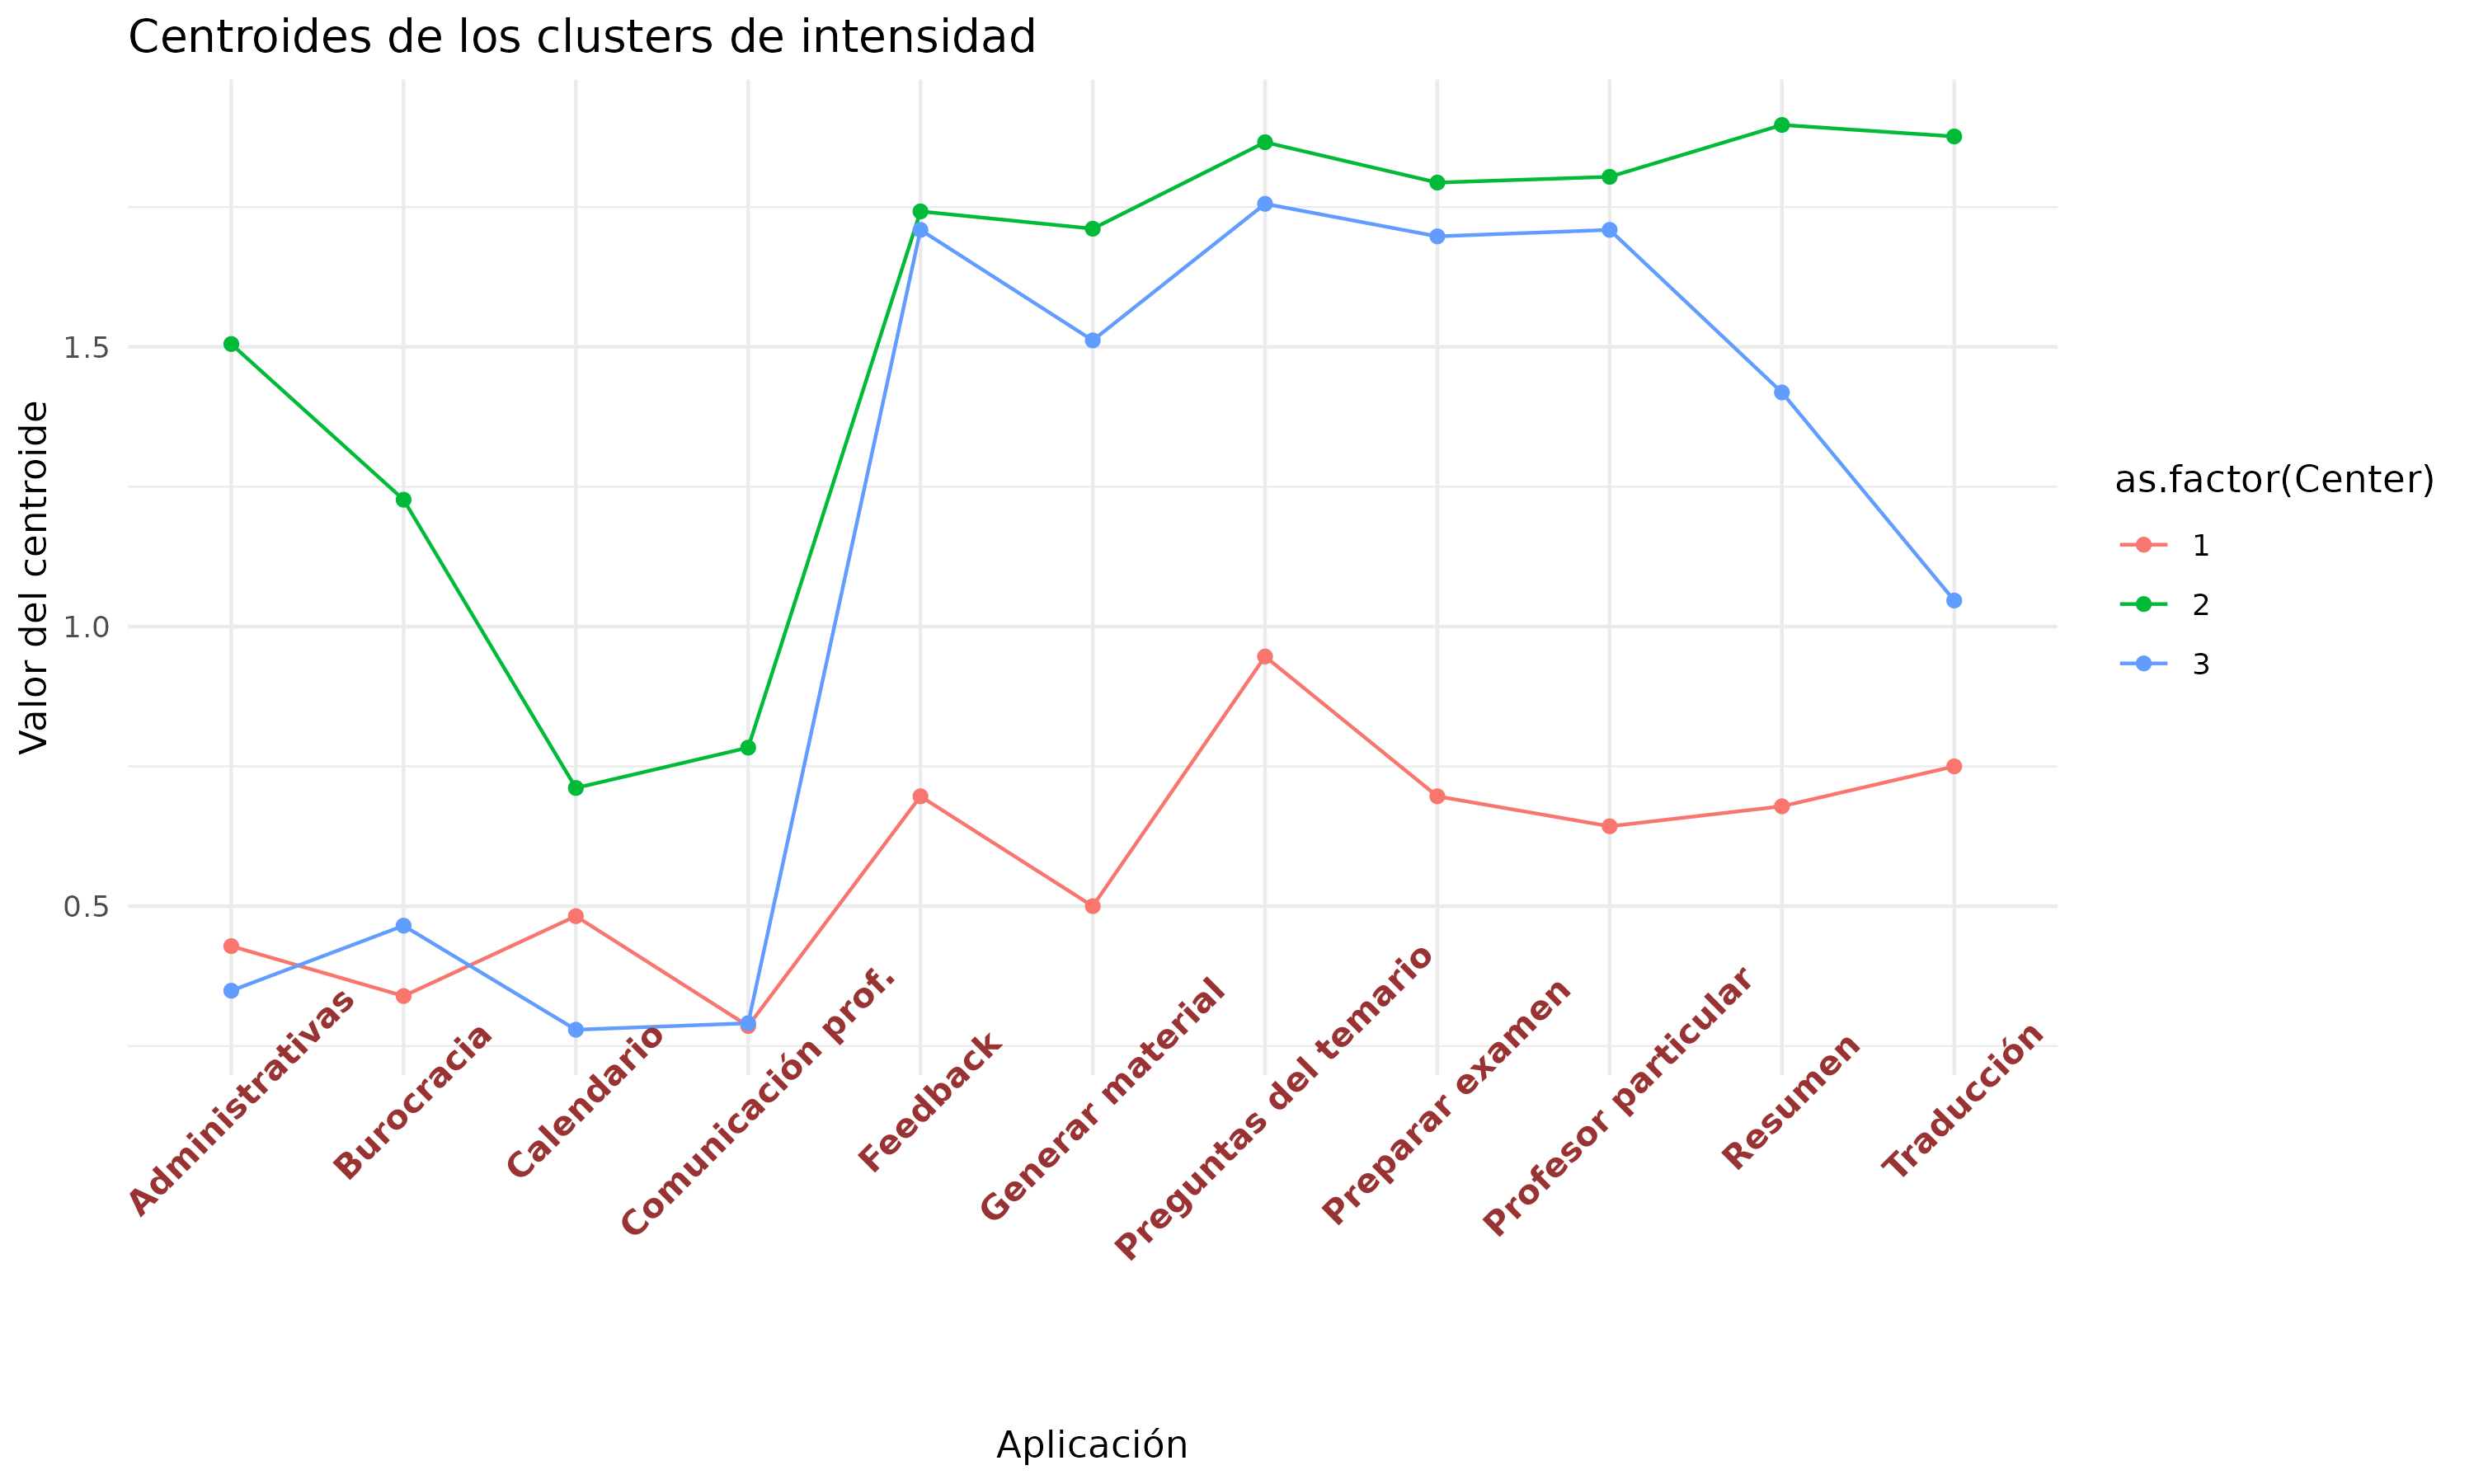 Centroides de los clusters de intensidad
Valor del centroide
1.5
1.0
0.5
Administrativas
Burocracia
Calendario
Comunicación prof.
Feedback
Generar material
Preguntas del temario
Preparar examen
Profesor particular
Resumen
Traducción
Aplicación
as.factor(Center)
1
2
3